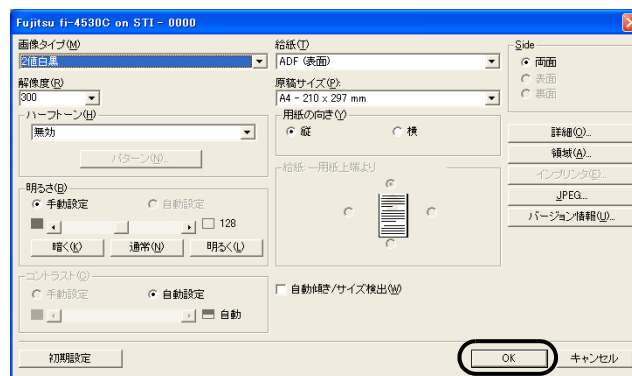 Fujitsu fi-4530C on STI - 0000
画像タイプ(M)
2値白黒
解像度(R)
300
ハーフトーン(H)
無効
パターン(N)...
明るさ(B)
手動設定
自動設定
128
暗く(K)
通常(N)
明るく(L)
コントラスト(C)
手動設定
自動設定
自動
初期設定
給紙(T)
ADF (表面)
原稿サイズ(P):
A4 - 210 x 297 mm
用紙の向き(Y)
縦
横
給紙: ---用紙上端より
自動傾き/サイズ検出(W)
Side
両面
表面
裏面
詳細(O)...
領域(A)...
インプリンタ(E)...
JPEG...
バージョン情報(U)...
OK
キャンセル